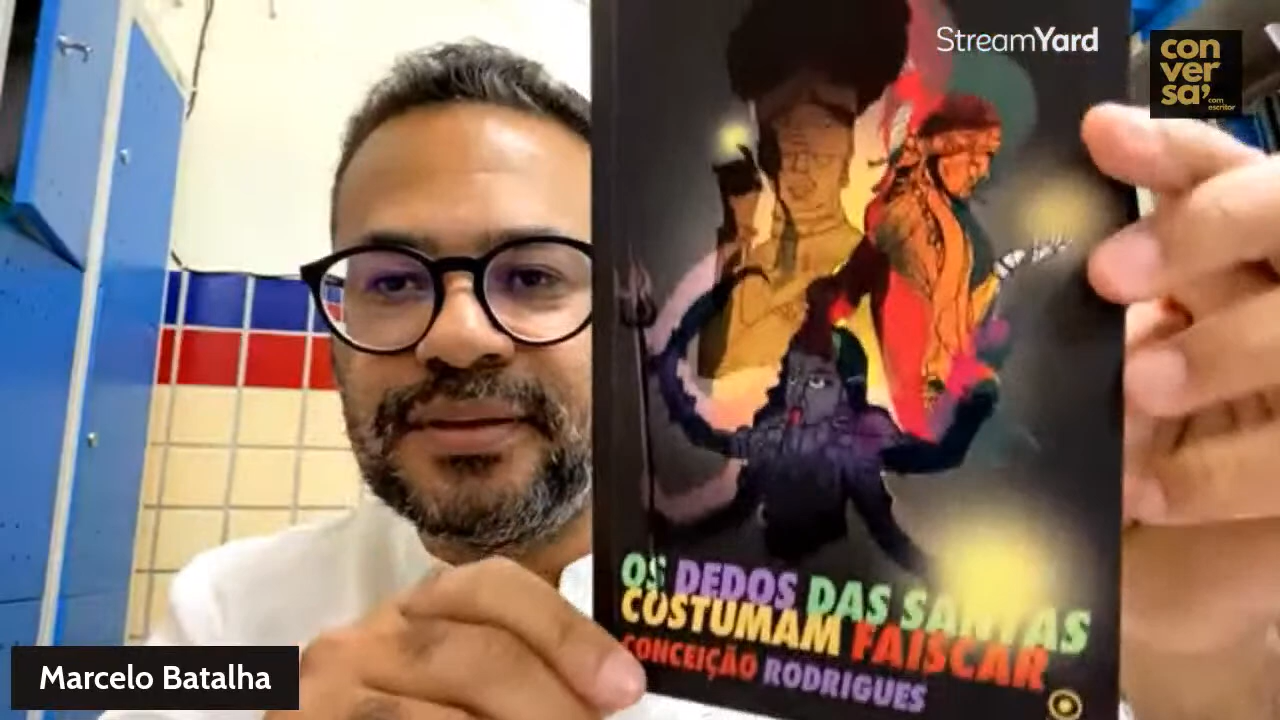 StreamYard
con
ver
sa,
com
escritor
OS DEDOS DAS SANTAS
COSTUMAM FAISCAR
CONCEIÇÃO RODRIGUES
Marcelo Batalha